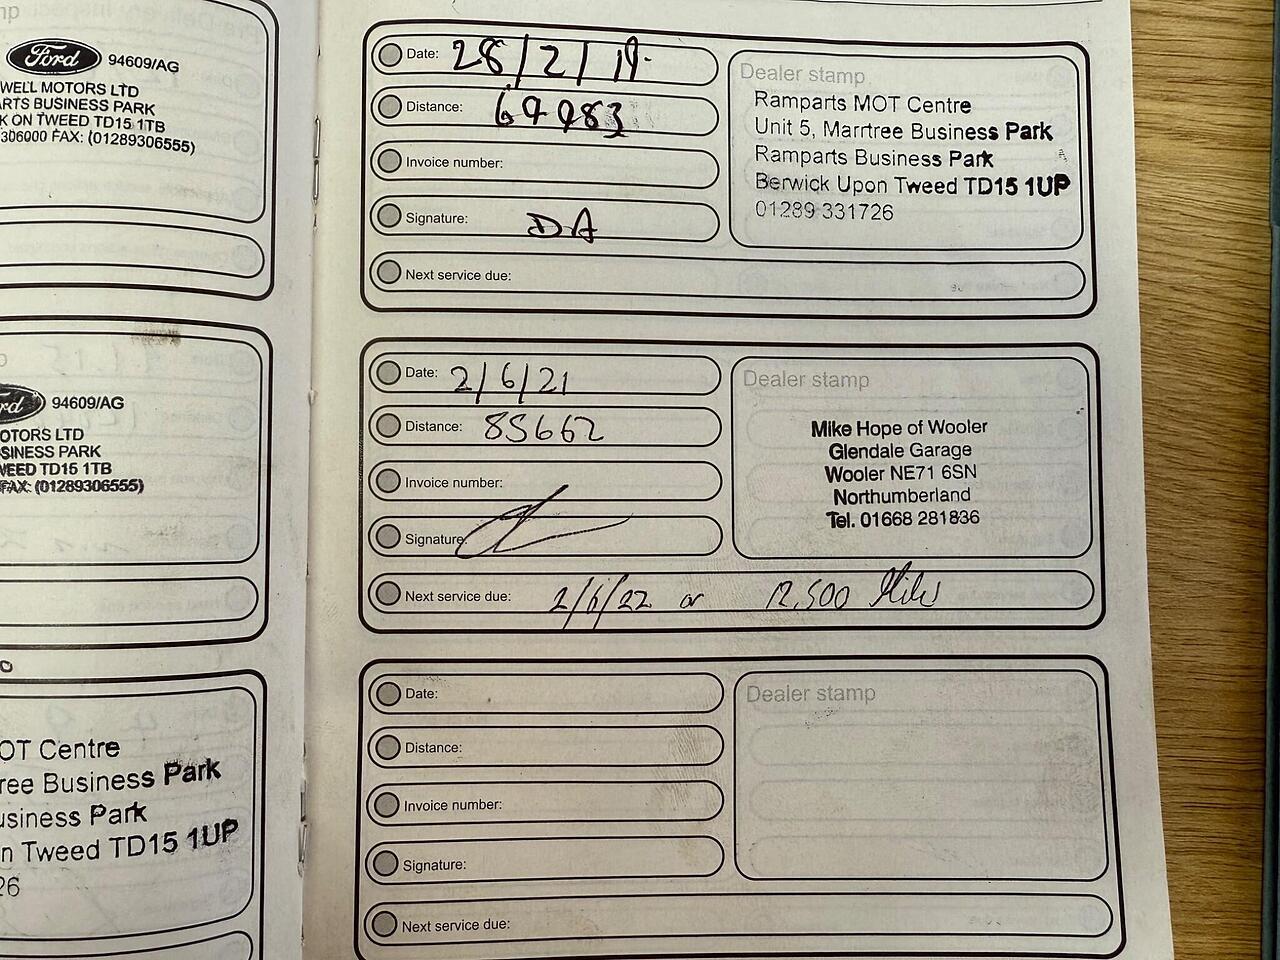 Ford 94609/AG
WELL MOTORS LTD
ARTS BUSINESS PARK
K ON TWEED TD15 1TB
306000 FAX: (01289306555)
94609/AG
OTORS LTD
SINESS PARK
WEED TD15 1TB
FAX: (01289306555)
OT Centre
ree Business Park
usiness Park
n Tweed TD15 1UP
26
Date: 28/2/19
Distance: 69983
Invoice number:
Signature: DA
Next service due:
Dealer stamp
Ramparts MOT Centre
Unit 5, Marrtree Business Park
Ramparts Business Park
Berwick Upon Tweed TD15 1UP
01289 331726
Date: 2/6/21
Distance: 85662
Invoice number:
Signature:
Next service due: 2/6/22 or 12,500 Miles
Dealer stamp
Mike Hope of Wooler
Glendale Garage
Wooler NE71 6SN
Northumberland
Tel. 01668 281836
Date:
Distance:
Invoice number:
Signature:
Next service due:
Dealer stamp